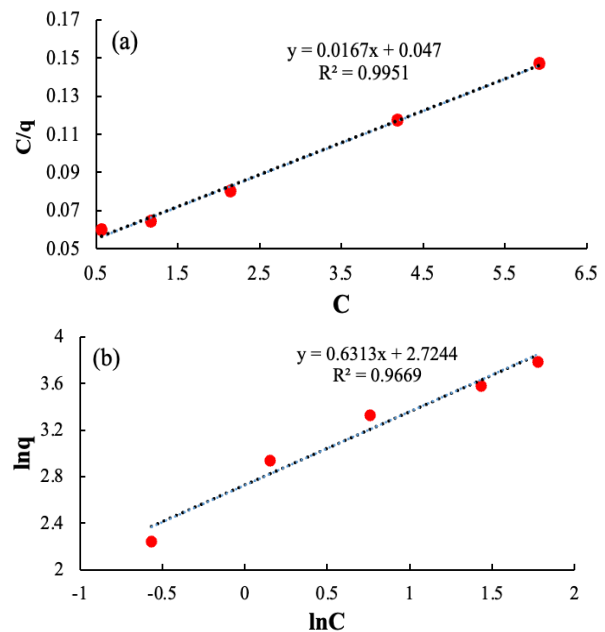 (a)
y = 0.0167x + 0.047
R² = 0.9951
C/q
0.17
0.15
0.13
0.11
0.09
0.07
0.05
0.5 1.5 2.5 3.5 4.5 5.5 6.5
C
(b)
y = 0.6313x + 2.7244
R² = 0.9669
lnq
4
3.6
3.2
2.8
2.4
2
-1 -0.5 0 0.5 1 1.5 2
lnC